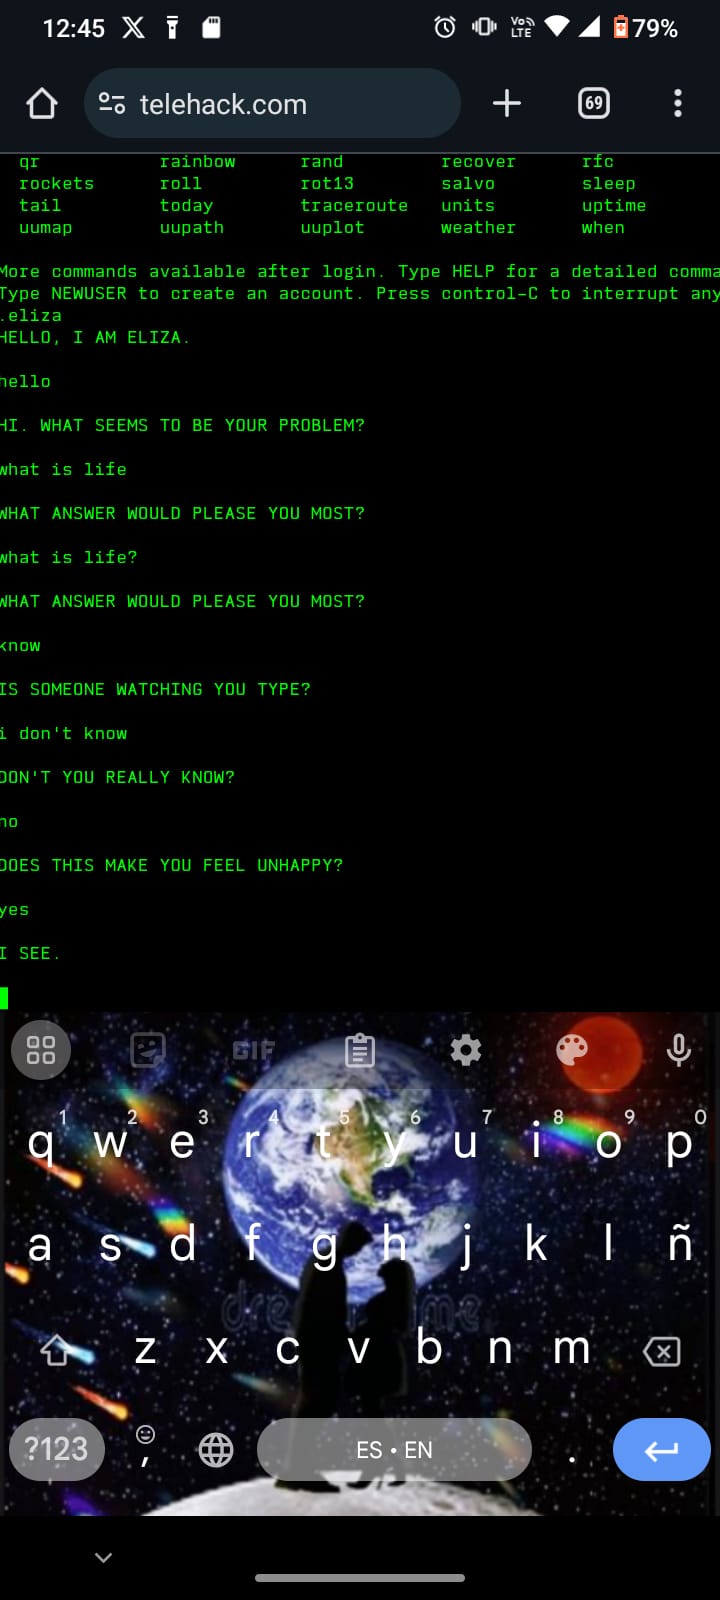 12:45 Vo LTE 79%
telehack.com 69
qr rainbow rand recover rfc
rockets roll rot13 salvo sleep
tail today traceroute units uptime
uumap uupath uuplot weather when
More commands available after login. Type HELP for a detailed comma
Type NEWUSER to create an account. Press control-C to interrupt any
.eliza
HELLO, I AM ELIZA.
hello
HI. WHAT SEEMS TO BE YOUR PROBLEM?
what is life
WHAT ANSWER WOULD PLEASE YOU MOST?
what is life?
WHAT ANSWER WOULD PLEASE YOU MOST?
know
IS SOMEONE WATCHING YOU TYPE?
i don't know
DON'T YOU REALLY KNOW?
no
DOES THIS MAKE YOU FEEL UNHAPPY?
yes
I SEE.
GIF
1 2 3 4 5 6 7 8 9 0
q w e r t y u i o p
a s d f g h j k l ñ
z x c v b n m
?123 , ES • EN .